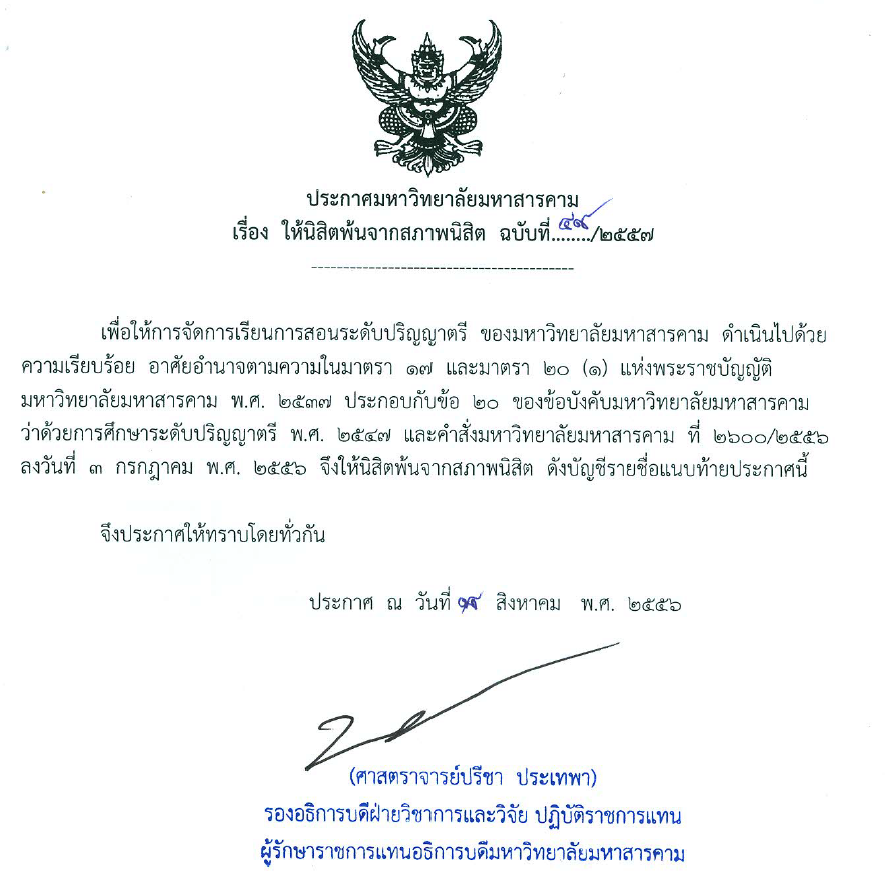 ประกาศมหาวิทยาลัยมหาสารคาม
เรื่อง ให้นิสิตพ้นจากสภาพนิสิต ฉบับที่..๔๙../๒๕๕๗
-----------------------------------------
เพื่อให้การจัดการเรียนการสอนระดับปริญญาตรี ของมหาวิทยาลัยมหาสารคาม ดำเนินไปด้วย
ความเรียบร้อย อาศัยอำนาจตามความในมาตรา ๑๗ และมาตรา ๒๐ (๑) แห่งพระราชบัญญัติ
มหาวิทยาลัยมหาสารคาม พ.ศ. ๒๕๓๗ ประกอบกับข้อ ๒๐ ของข้อบังคับมหาวิทยาลัยมหาสารคาม
ว่าด้วยการศึกษาระดับปริญญาตรี พ.ศ. ๒๕๔๗ และคำสั่งมหาวิทยาลัยมหาสารคาม ที่ ๒๖๐๐/๒๕๕๖
ลงวันที่ ๓ กรกฎาคม พ.ศ. ๒๕๕๖ จึงให้นิสิตพ้นจากสภาพนิสิต ดังบัญชีรายชื่อแนบท้ายประกาศนี้
จึงประกาศให้ทราบโดยทั่วกัน
ประกาศ ณ วันที่ สิงหาคม พ.ศ. ๒๕๕๖
(ศาสตราจารย์ปรีชา ประเทพา)
รองอธิการบดีฝ่ายวิชาการและวิจัย ปฏิบัติราชการแทน
ผู้รักษาราชการแทนอธิการบดีมหาวิทยาลัยมหาสารคาม